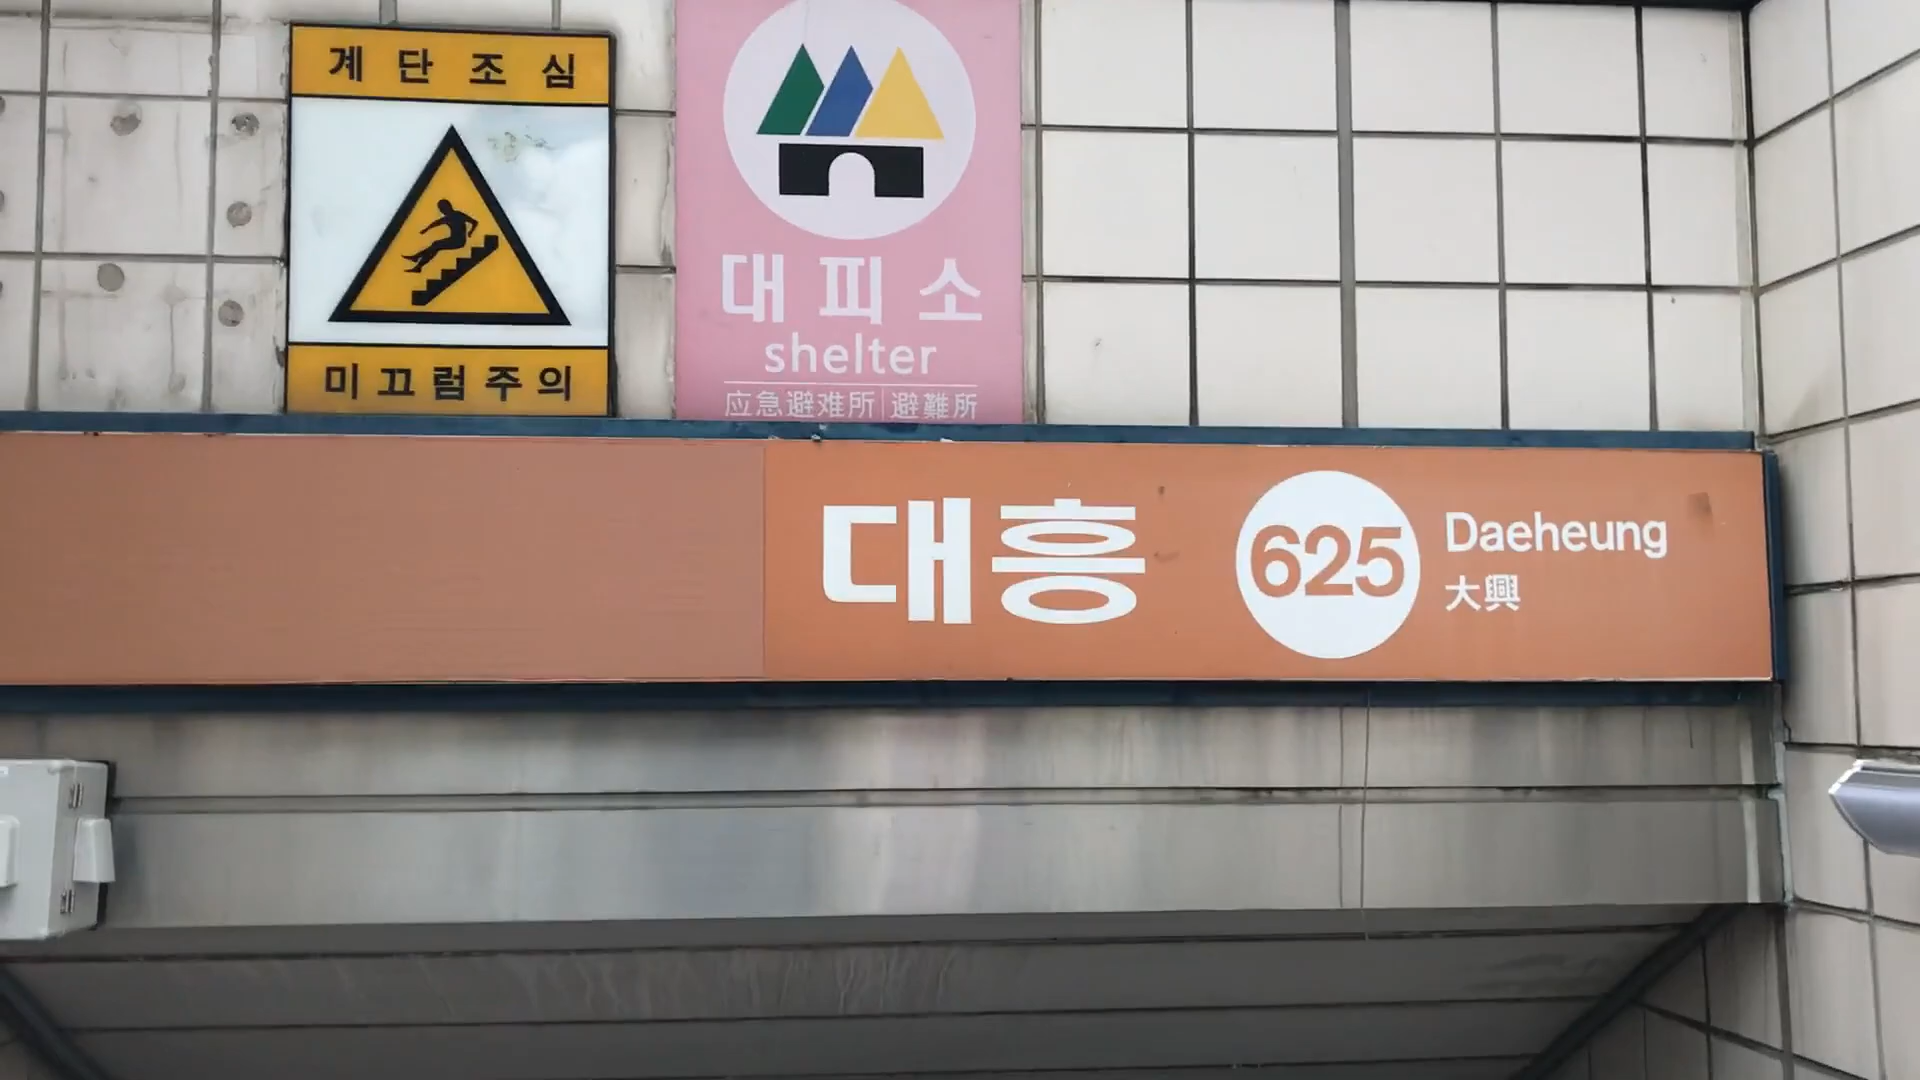 계단조심
미끄럼주의
대피소
shelter
应急避难所 | 避難所
대흥 625 Daeheung
大興